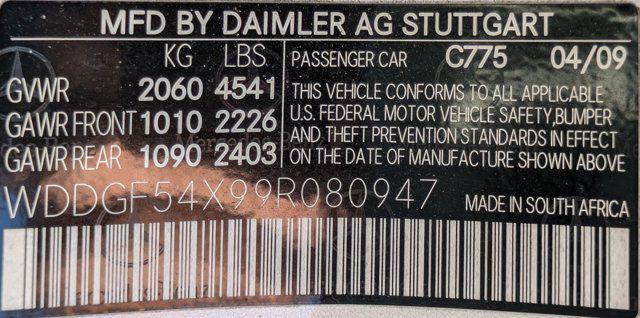 MFD BY DAIMLER AG STUTTGART
KG LBS
PASSENGER CAR C775 04/09
GVWR 2060 4541
GAWR FRONT 1010 2226
GAWR REAR 1090 2403
THIS VEHICLE CONFORMS TO ALL APPLICABLE
U.S. FEDERAL MOTOR VEHICLE SAFETY,BUMPER
AND THEFT PREVENTION STANDARDS IN EFFECT
ON THE DATE OF MANUFACTURE SHOWN ABOVE
WDDGF54X99R080947
MADE IN SOUTH AFRICA